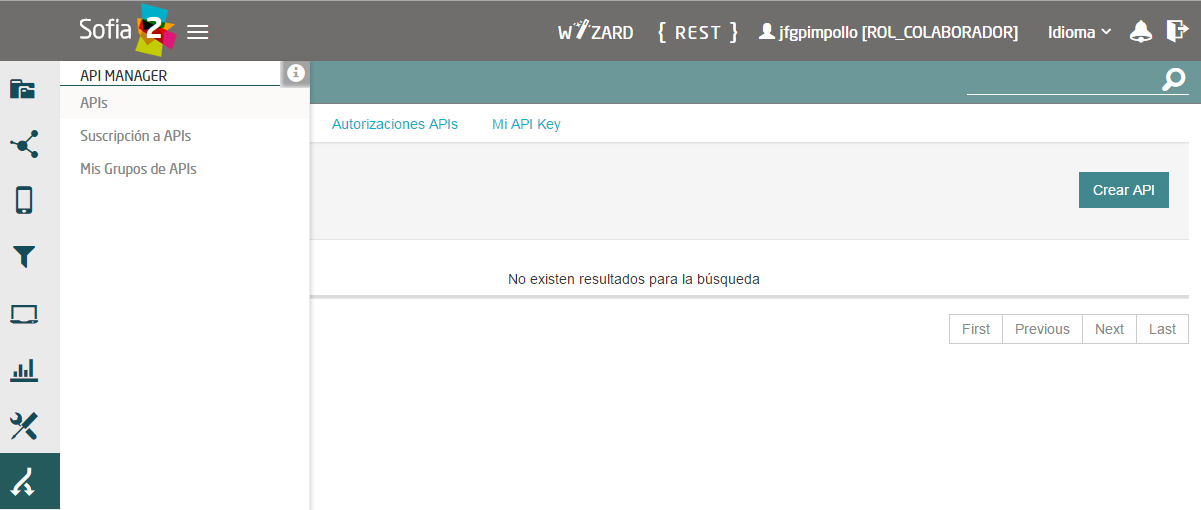 Sofia 2 WIZARD { REST } jfgpimpollo [ROL_COLABORADOR] Idioma
API MANAGER
APIs
Autorizaciones APIs Mi API Key
Suscripción a APIs
Mis Grupos de APIs
Crear API
No existen resultados para la búsqueda
First Previous Next Last